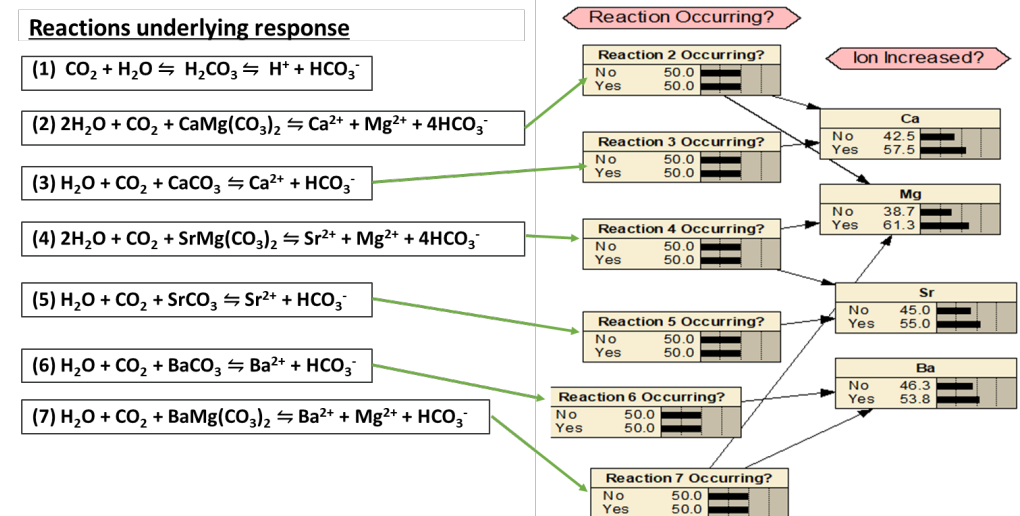 Reactions underlying response
(1) CO₂ + H₂O ⇋ H₂CO₃ ⇋ H⁺ + HCO₃⁻
(2) 2H₂O + CO₂ + CaMg(CO₃)₂ ⇋ Ca²⁺ + Mg²⁺ + 4HCO₃⁻
(3) H₂O + CO₂ + CaCO₃ ⇋ Ca²⁺ + HCO₃⁻
(4) 2H₂O + CO₂ + SrMg(CO₃)₂ ⇋ Sr²⁺ + Mg²⁺ + 4HCO₃⁻
(5) H₂O + CO₂ + SrCO₃ ⇋ Sr²⁺ + HCO₃⁻
(6) H₂O + CO₂ + BaCO₃ ⇋ Ba²⁺ + HCO₃⁻
(7) H₂O + CO₂ + BaMg(CO₃)₂ ⇋ Ba²⁺ + Mg²⁺ + HCO₃⁻
Reaction Occurring?
Reaction 2 Occurring?
No 50.0
Yes 50.0
Reaction 3 Occurring?
No 50.0
Yes 50.0
Reaction 4 Occurring?
No 50.0
Yes 50.0
Reaction 5 Occurring?
No 50.0
Yes 50.0
Reaction 6 Occurring?
No 50.0
Yes 50.0
Reaction 7 Occurring?
No 50.0
Yes 50.0
Ion Increased?
Ca
No 42.5
Yes 57.5
Mg
No 38.7
Yes 61.3
Sr
No 45.0
Yes 55.0
Ba
No 46.3
Yes 53.8